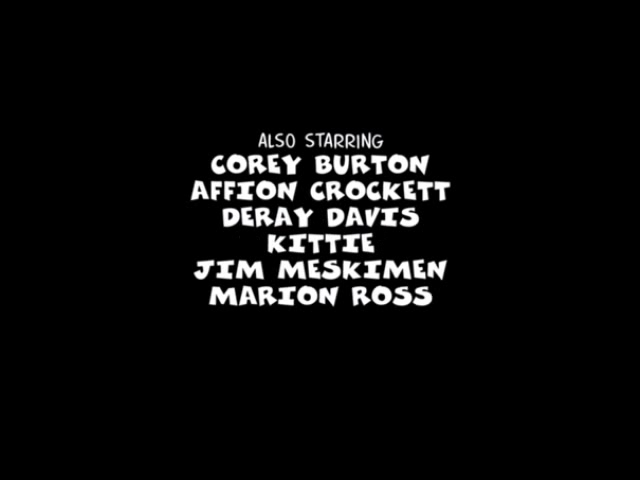 ALSO STARRING
COREY BURTON
AFFION CROCKETT
DERAY DAVIS
KITTIE
JIM MESKIMEN
MARION ROSS